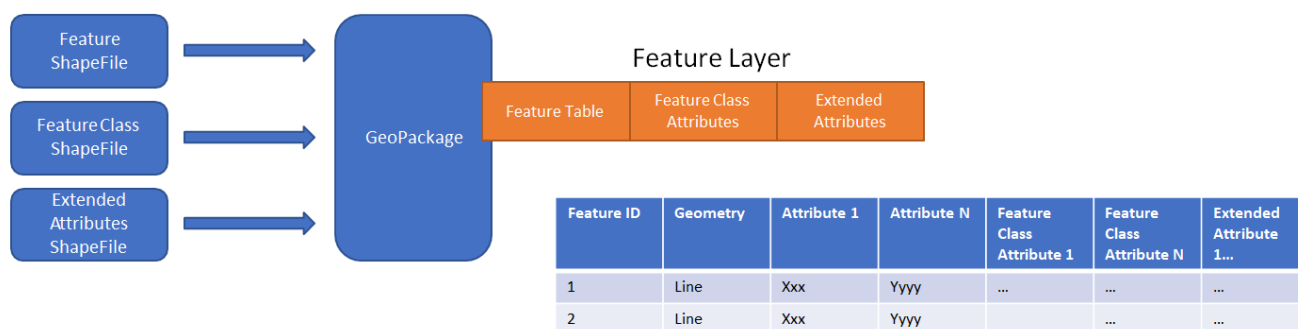 Feature
ShapeFile
Feature Class
ShapeFile
Extended
Attributes
ShapeFile
GeoPackage
Feature Layer
Feature Table
Feature Class
Attributes
Extended
Attributes
Feature ID Geometry Attribute 1 Attribute N Feature Class Attribute 1 Feature Class Attribute N Extended Attribute 1...
1 Line Xxx Yyyy ... ... ...
2 Line Xxx Yyyy ... ...